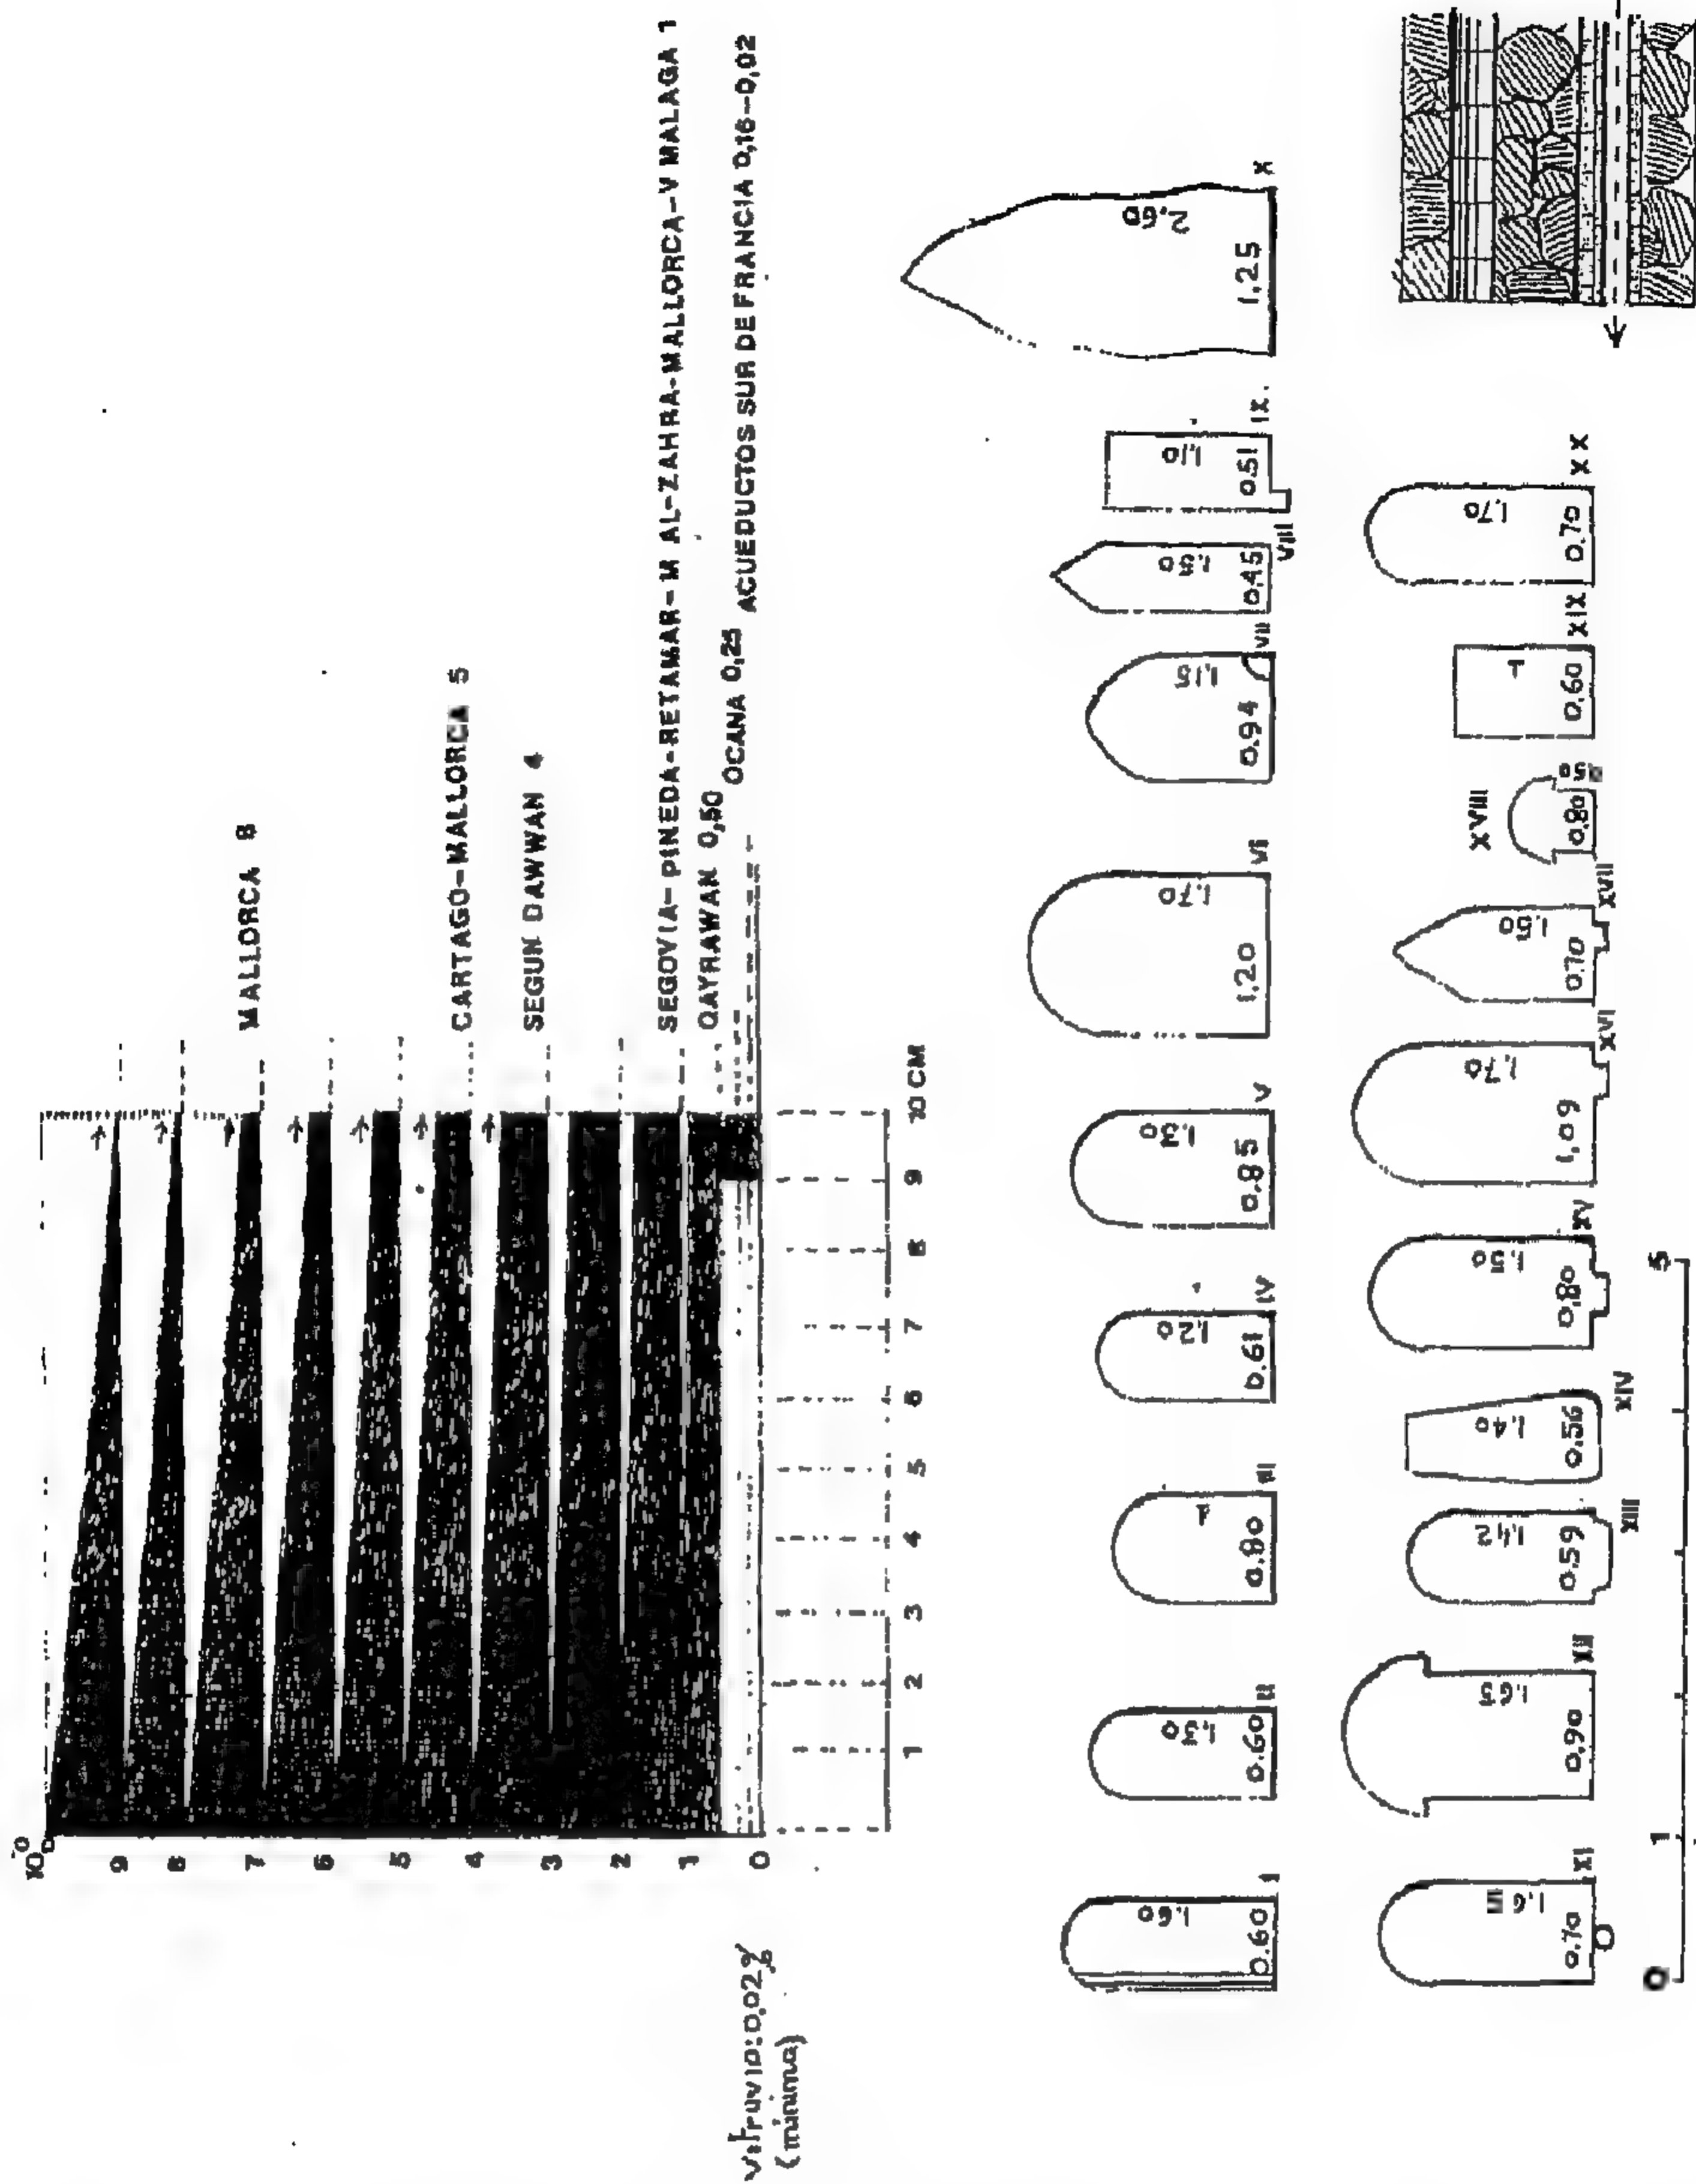 10%
9
8
7
6
5
4
3
2
1
0
MALLORCA 8
CARTAGO-MALLORCA 5
SEGUN DAWWAN 4
SEGOVIA-PINEDA-RETAMAR-M AL-ZAHRA-MALLORCA-V MALAGA 1
QAYRAWAN 0,50
OCANA 0,25
ACUEDUCTOS SUR DE FRANCIA 0,16-0,02
Vitruvio: 0,02%
(mínima)
1 2 3 4 5 6 7 8 9 10 CM
1,60 0.60 I
1,30 0.60 II
1 0.80 III
1,20 0.61 IV
1,30 0.85 V
1,70 1,20 VI
1,15 0.94 VII
1,50 0.45 VIII
1,10 0.51 IX
2,60 1,25 X
0.70 XI
1,65 0,90 XII
1,42 0.59 XIII
1,40 0.56 XIV
1,50 0,80 XV
1,70 1,09 XVI
1,50 0.70 XVII
0.80 XVIII
1 0.60 XIX
1,70 0.70 XX
0 1 5